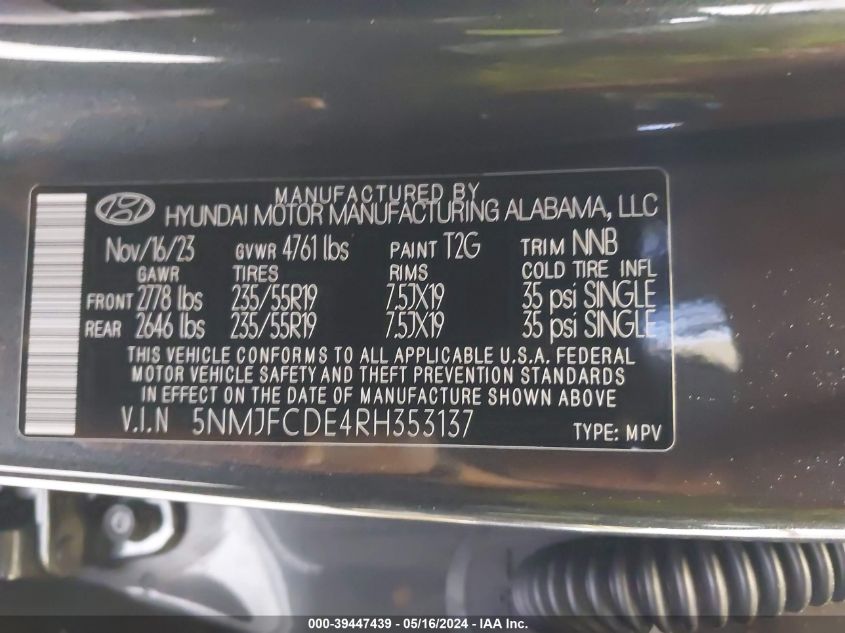 MANUFACTURED BY
HYUNDAI MOTOR MANUFACTURING ALABAMA, LLC
Nov/16/23 GVWR 4761 lbs PAINT T2G TRIM NNB
GAWR TIRES RIMS COLD TIRE INFL
FRONT 2778 lbs 235/55R19 7.5JX19 35 psi SINGLE
REAR 2646 lbs 235/55R19 7.5JX19 35 psi SINGLE
THIS VEHICLE CONFORMS TO ALL APPLICABLE U.S.A. FEDERAL
MOTOR VEHICLE SAFETY AND THEFT PREVENTION STANDARDS
IN EFFECT ON THE DATE OF MANUFACTURE SHOWN ABOVE
V.I.N 5NMJFCDE4RH353137 TYPE: MPV
000-39447439 - 05/16/2024 - IAA Inc.